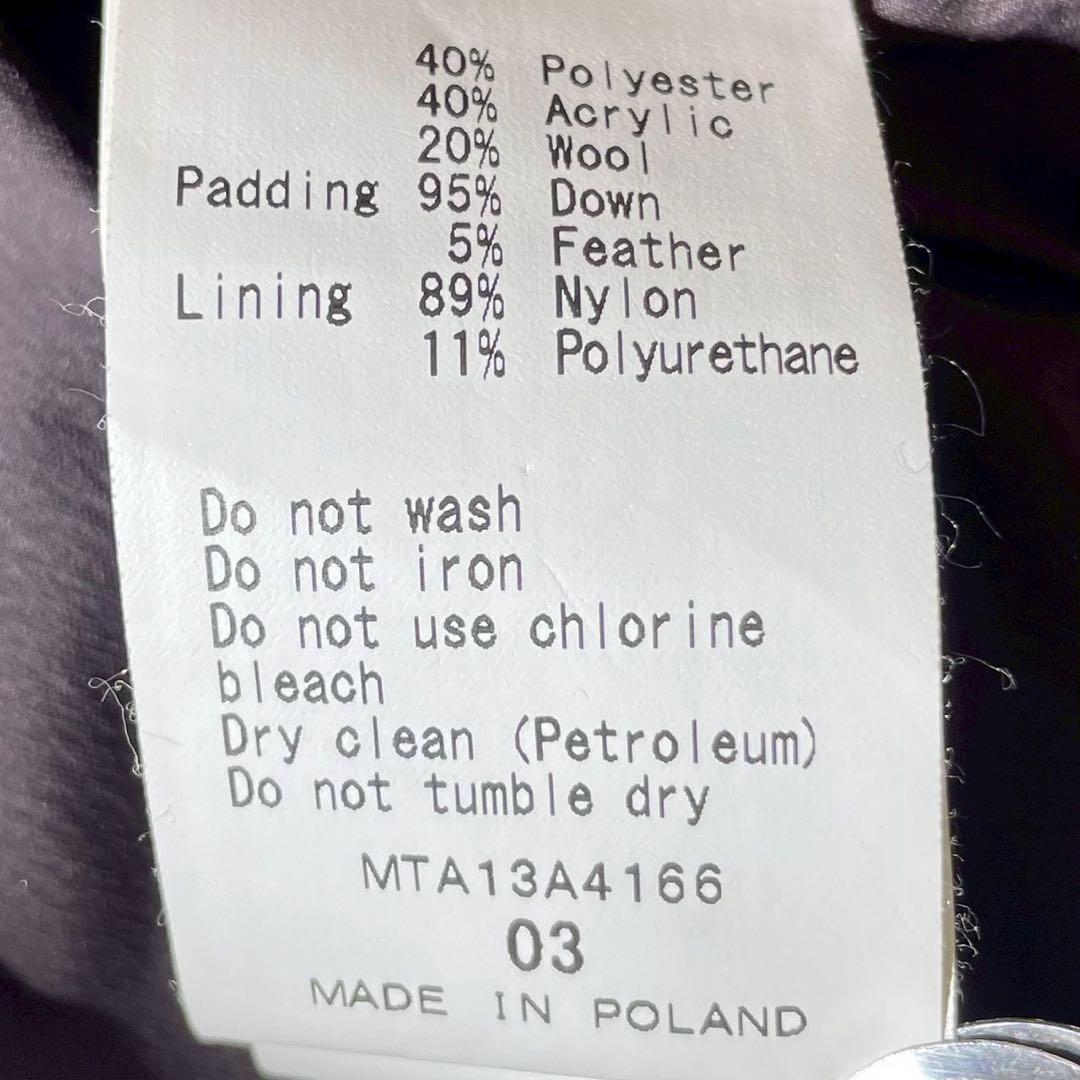 40% Polyester
40% Acrylic
20% Wool
Padding 95% Down
5% Feather
Lining 89% Nylon
11% Polyurethane
Do not wash
Do not iron
Do not use chlorine
bleach
Dry clean (Petroleum)
Do not tumble dry
MTA13A4166
03
MADE IN POLAND